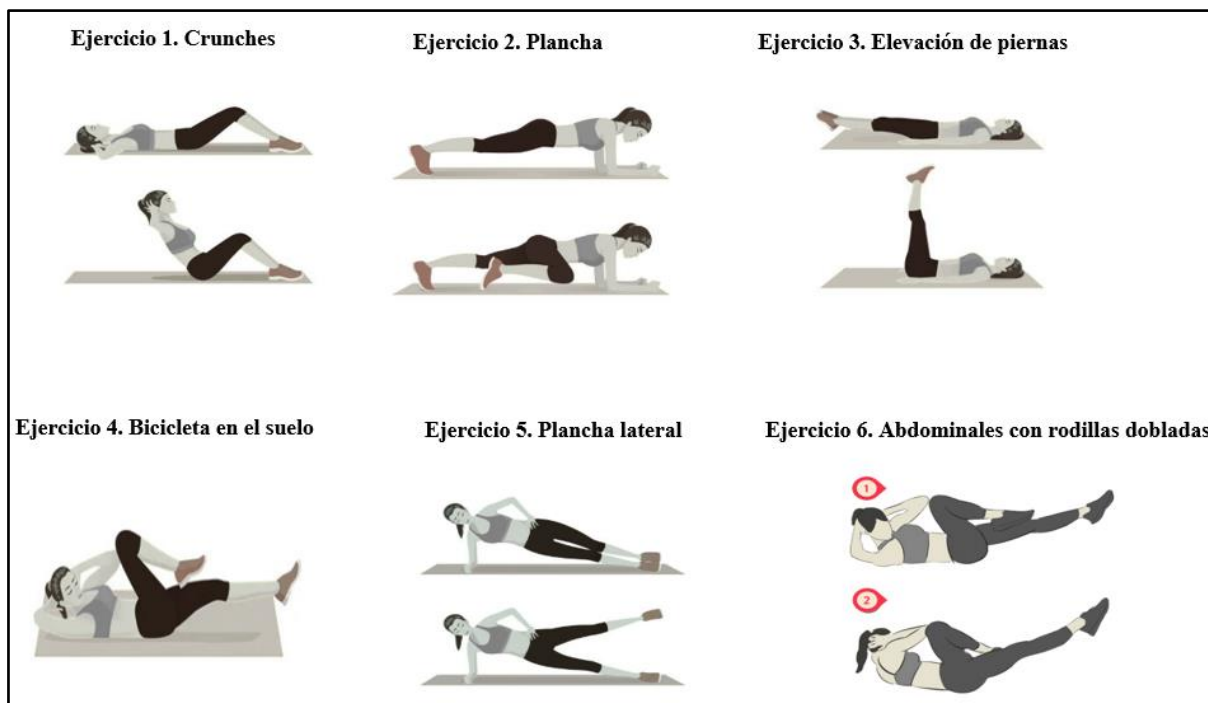 Ejercicio 1. Crunches
Ejercicio 2. Plancha
Ejercicio 3. Elevación de piernas
Ejercicio 4. Bicicleta en el suelo
Ejercicio 5. Plancha lateral
Ejercicio 6. Abdominales con rodillas dobladas
1
2